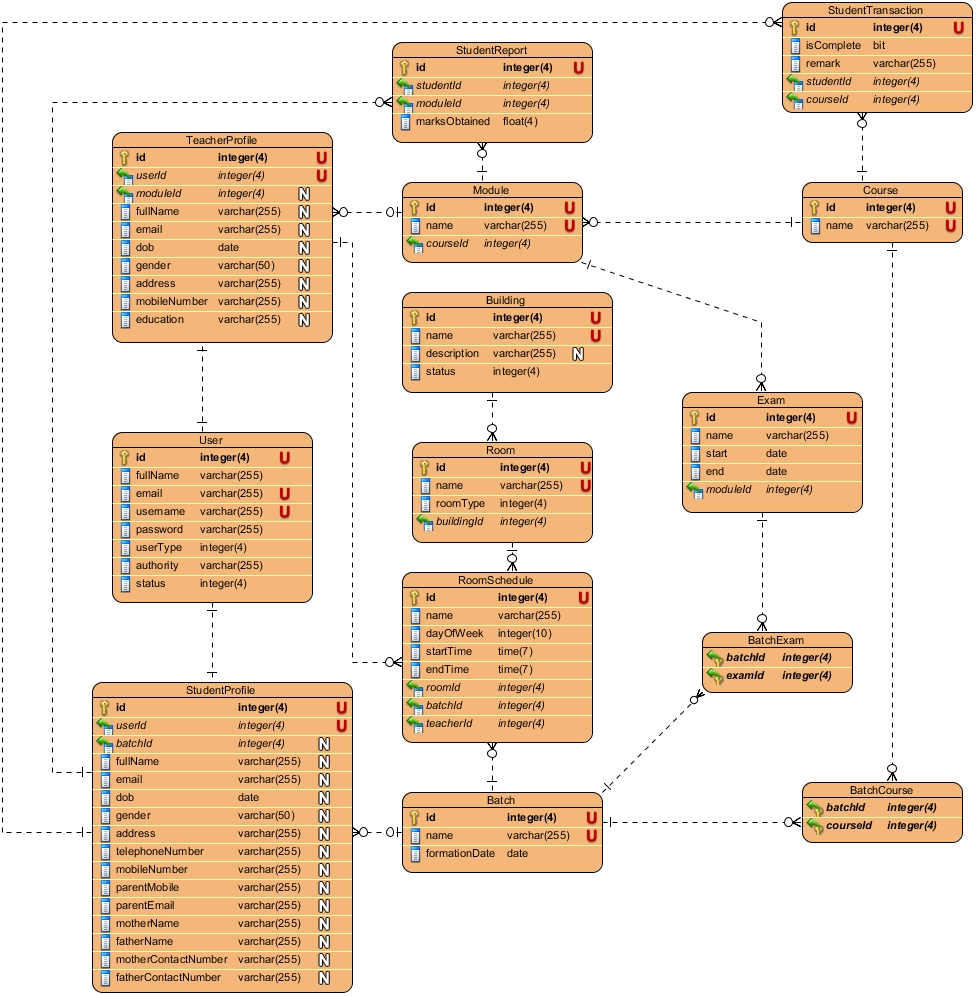 StudentTransaction
id integer(4) U
isComplete bit
remark varchar(255)
studentId integer(4)
courseId integer(4)
StudentReport
id integer(4) U
studentId integer(4)
moduleId integer(4)
marksObtained float(4)
TeacherProfile
id integer(4) U
userId integer(4) U
moduleId integer(4) N
fullName varchar(255) N
email varchar(255) N
dob date N
gender varchar(50) N
address varchar(255) N
mobileNumber varchar(255) N
education varchar(255) N
Module
id integer(4) U
name varchar(255) U
courseId integer(4)
Course
id integer(4) U
name varchar(255) U
Building
id integer(4) U
name varchar(255) U
description varchar(255) N
status integer(4)
Exam
id integer(4) U
name varchar(255)
start date
end date
moduleId integer(4)
User
id integer(4) U
fullName varchar(255)
email varchar(255) U
username varchar(255) U
password varchar(255)
userType integer(4)
authority varchar(255)
status integer(4)
Room
id integer(4) U
name varchar(255) U
roomType integer(4)
buildingId integer(4)
RoomSchedule
id integer(4) U
name varchar(255)
dayOfWeek integer(10)
startTime time(7)
endTime time(7)
roomId integer(4)
batchId integer(4)
teacherId integer(4)
BatchExam
batchId integer(4)
examId integer(4)
StudentProfile
id integer(4) U
userId integer(4) U
batchId integer(4) N
fullName varchar(255) N
email varchar(255) N
dob date N
gender varchar(50) N
address varchar(255) N
telephoneNumber varchar(255) N
mobileNumber varchar(255) N
parentMobile varchar(255) N
parentEmail varchar(255) N
motherName varchar(255) N
fatherName varchar(255) N
motherContactNumber varchar(255) N
fatherContactNumber varchar(255) N
Batch
id integer(4) U
name varchar(255) U
formationDate date
BatchCourse
batchId integer(4)
courseId integer(4)